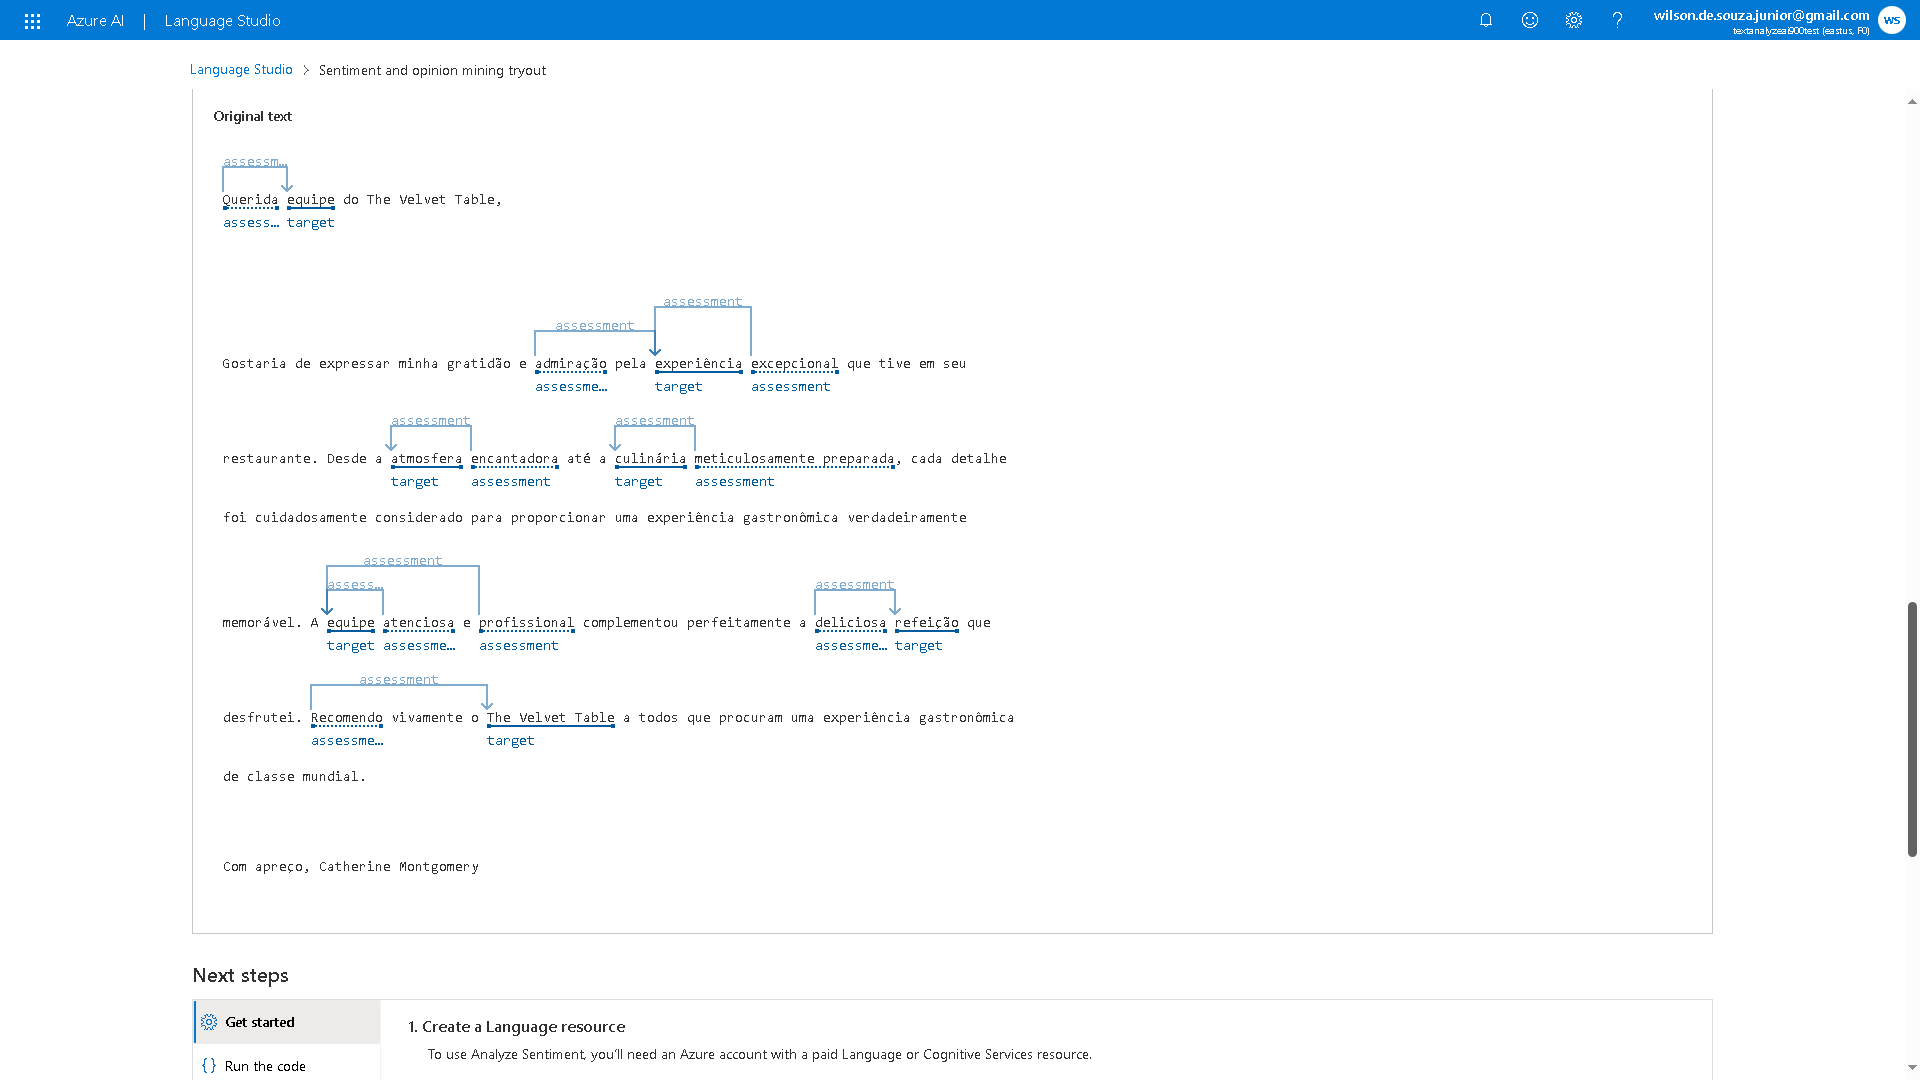 Azure AI | Language Studio
wilson.de.souza.junior@gmail.com
textanalyzeai900test (eastus, F0)
WS
Language Studio > Sentiment and opinion mining tryout
Original text
assessm…
Querida equipe do The Velvet Table,
assess… target
assessment
assessment
Gostaria de expressar minha gratidão e admiração pela experiência excepcional que tive em seu
assessme… target assessment
assessment assessment
restaurante. Desde a atmosfera encantadora até a culinária meticulosamente preparada, cada detalhe
target assessment target assessment
foi cuidadosamente considerado para proporcionar uma experiência gastronômica verdadeiramente
assessment
assess… assessment
memorável. A equipe atenciosa e profissional complementou perfeitamente a deliciosa refeição que
target assessme… assessment assessme… target
assessment
desfrutei. Recomendo vivamente o The Velvet Table a todos que procuram uma experiência gastronômica
assessme… target
de classe mundial.
Com apreço, Catherine Montgomery
Next steps
Get started
1. Create a Language resource
To use Analyze Sentiment, you'll need an Azure account with a paid Language or Cognitive Services resource.
{} Run the code